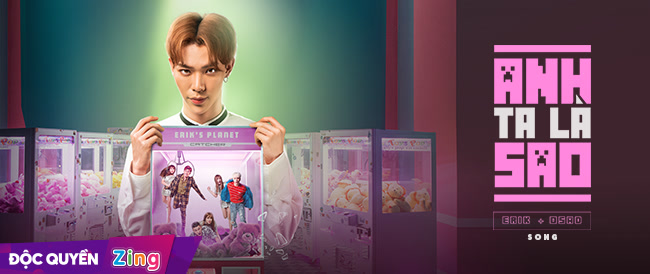 ERIK'S PLANET
CATCHER
ANH
TA LÀ
SAO
ERIK + OSAD
SONG
ĐỘC QUYỀN Zing